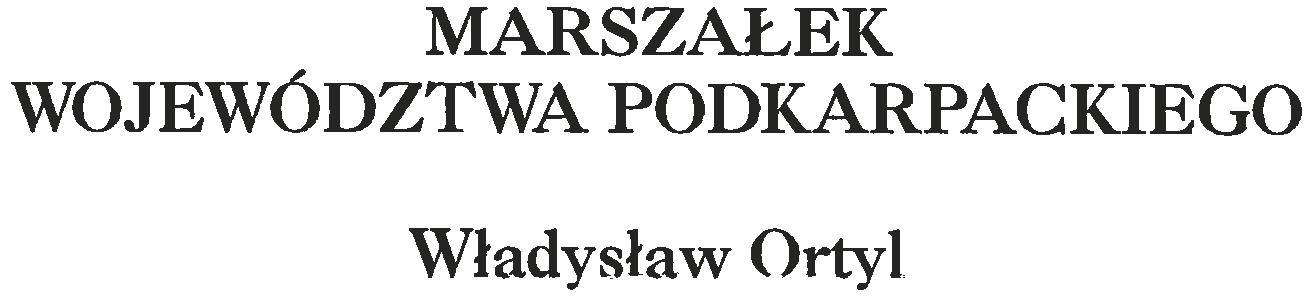 MARSZAŁEK
WOJEWÓDZTWA PODKARPACKIEGO
Władysław Ortyl